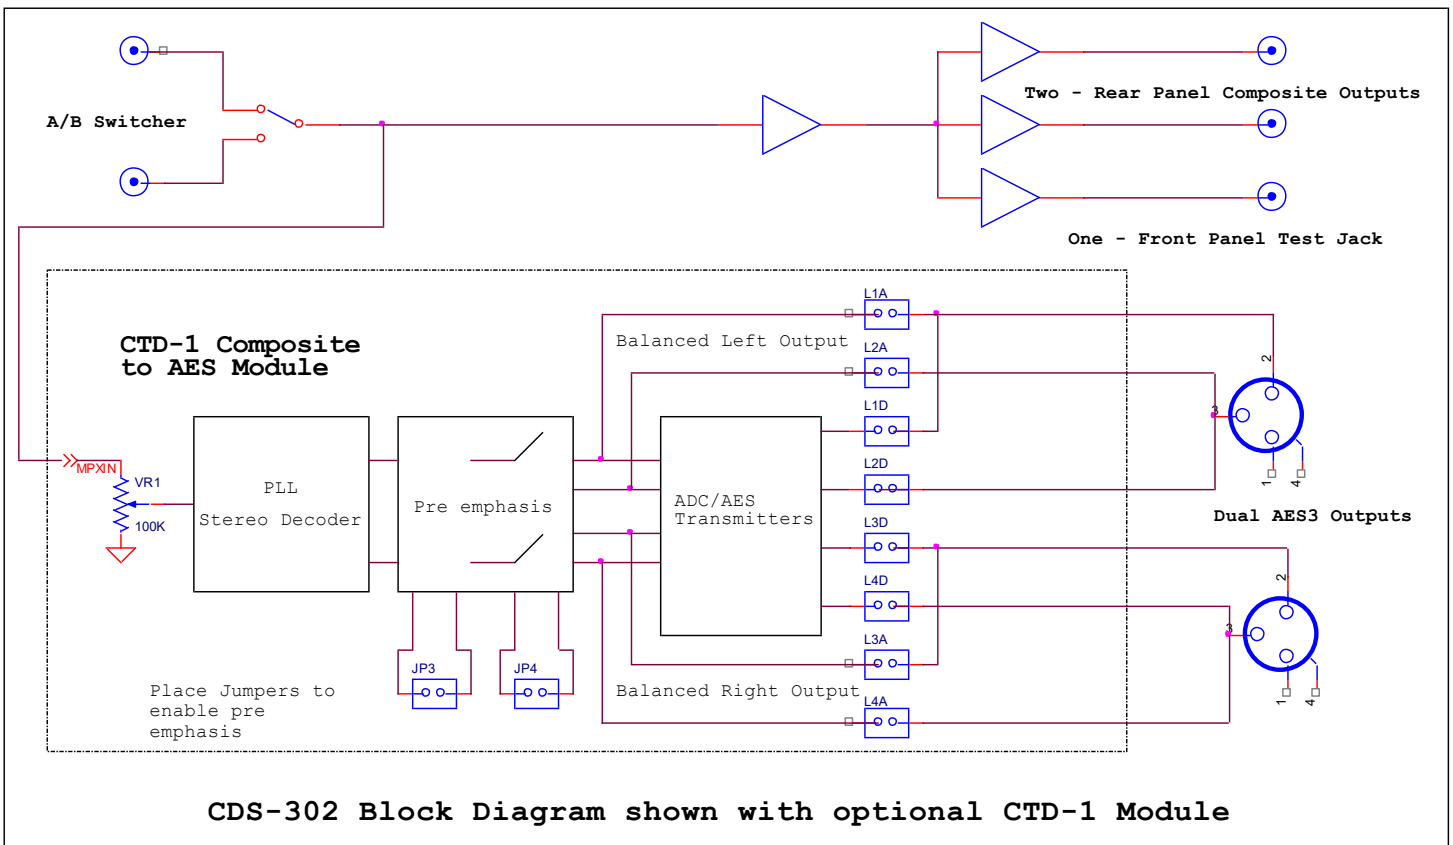 A/B Switcher
Two - Rear Panel Composite Outputs
One - Front Panel Test Jack
CTD-1 Composite
to AES Module
MPXIN
VR1
100K
PLL
Stereo Decoder
Pre emphasis
ADC/AES
Transmitters
Balanced Left Output
Balanced Right Output
L1A
L2A
L1D
L2D
L3D
L4D
L3A
L4A
JP3
JP4
Place Jumpers to
enable pre
emphasis
2
3
1
4
Dual AES3 Outputs
2
3
1
4
CDS-302 Block Diagram shown with optional CTD-1 Module